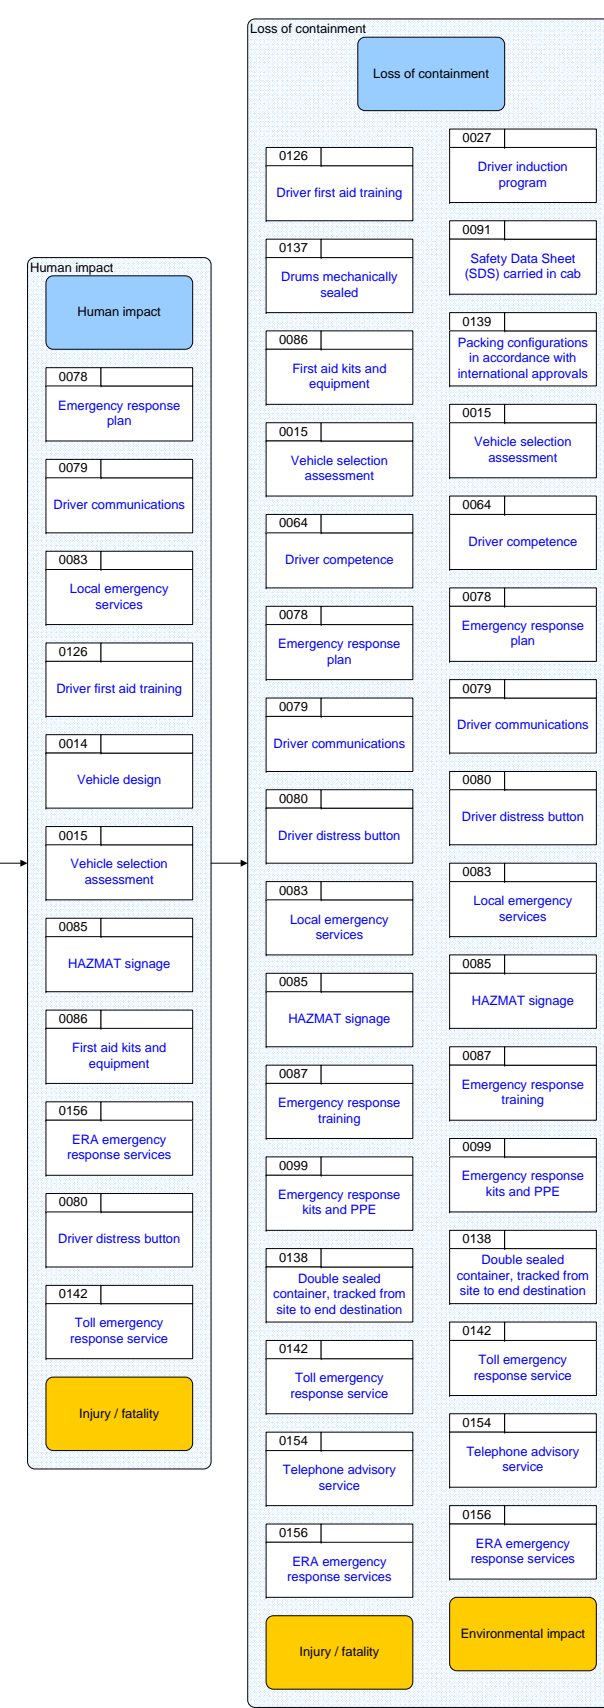 Human impact
Human impact
0078
Emergency response
plan
0079
Driver communications
0083
Local emergency
services
0126
Driver first aid training
0014
Vehicle design
0015
Vehicle selection
assessment
0085
HAZMAT signage
0086
First aid kits and
equipment
0156
ERA emergency
response services
0080
Driver distress button
0142
Toll emergency
response service
Injury / fatality
Loss of containment
Loss of containment
0126
Driver first aid training
0137
Drums mechanically
sealed
0086
First aid kits and
equipment
0015
Vehicle selection
assessment
0064
Driver competence
0078
Emergency response
plan
0079
Driver communications
0080
Driver distress button
0083
Local emergency
services
0085
HAZMAT signage
0087
Emergency response
training
0099
Emergency response
kits and PPE
0138
Double sealed
container, tracked from
site to end destination
0142
Toll emergency
response service
0154
Telephone advisory
service
0156
ERA emergency
response services
Injury / fatality
0027
Driver induction
program
0091
Safety Data Sheet
(SDS) carried in cab
0139
Packing configurations
in accordance with
international approvals
0015
Vehicle selection
assessment
0064
Driver competence
0078
Emergency response
plan
0079
Driver communications
0080
Driver distress button
0083
Local emergency
services
0085
HAZMAT signage
0087
Emergency response
training
0099
Emergency response
kits and PPE
0138
Double sealed
container, tracked from
site to end destination
0142
Toll emergency
response service
0154
Telephone advisory
service
0156
ERA emergency
response services
Environmental impact